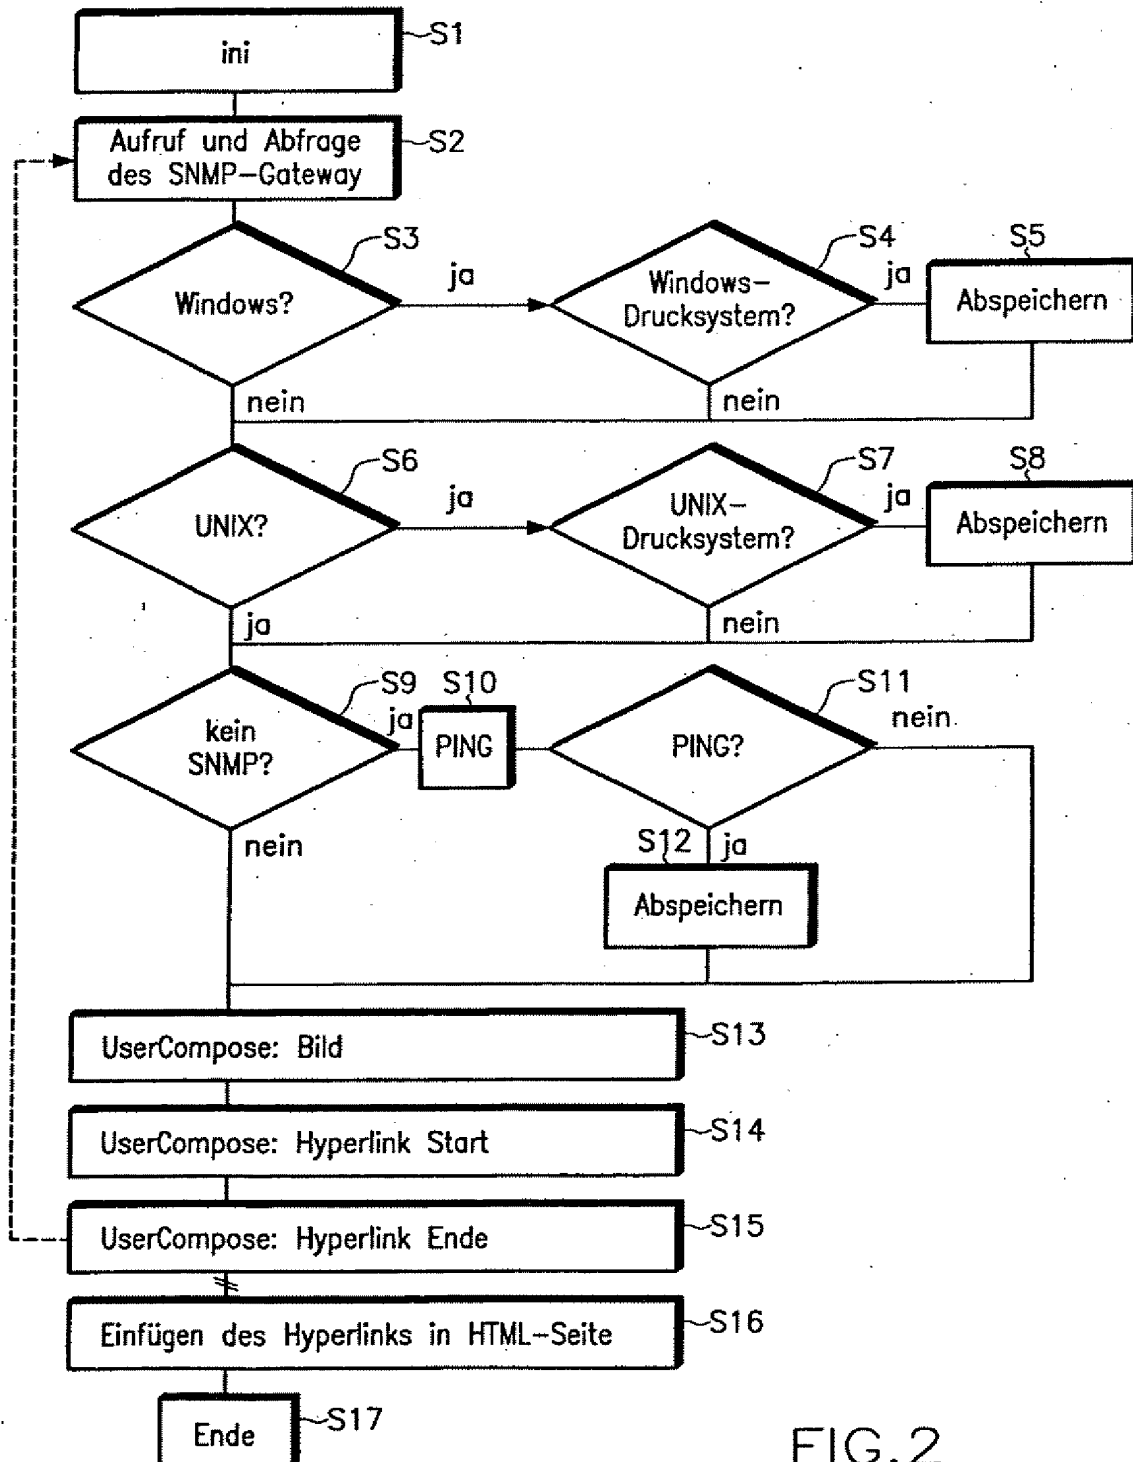 ini
S1
Aufruf und Abfrage
des SNMP-Gateway
S2
Windows?
S3
ja
nein
Windows-
Drucksystem?
S4
ja
nein
S5
Abspeichern
UNIX?
S6
ja
ja
UNIX-
Drucksystem?
S7
ja
nein
S8
Abspeichern
kein
SNMP?
S9
ja
nein
S10
PING
PING?
S11
nein
ja
S12
Abspeichern
UserCompose: Bild
S13
UserCompose: Hyperlink Start
S14
UserCompose: Hyperlink Ende
S15
Einfügen des Hyperlinks in HTML-Seite
S16
Ende
S17
FIG.2